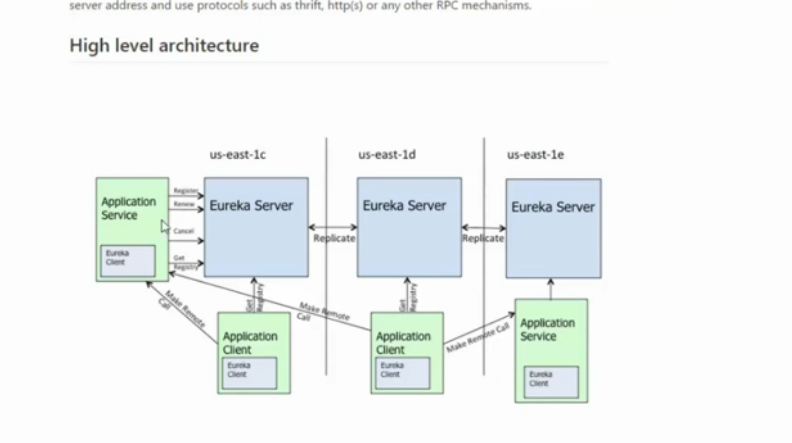 server address and use protocols such as thrift, http(s) or any other RPC mechanisms.
High level architecture
us-east-1c
us-east-1d
us-east-1e
Application
Service
Eureka
Client
Register
Renew
Cancel
Get
Registry
Eureka Server
Replicate
Eureka Server
Replicate
Eureka Server
Make Remote
Call
Get
Registry
Make Remote
Call
Get
Registry
Make Remote Call
Application
Client
Eureka
Client
Application
Client
Eureka
Client
Application
Service
Eureka
Client